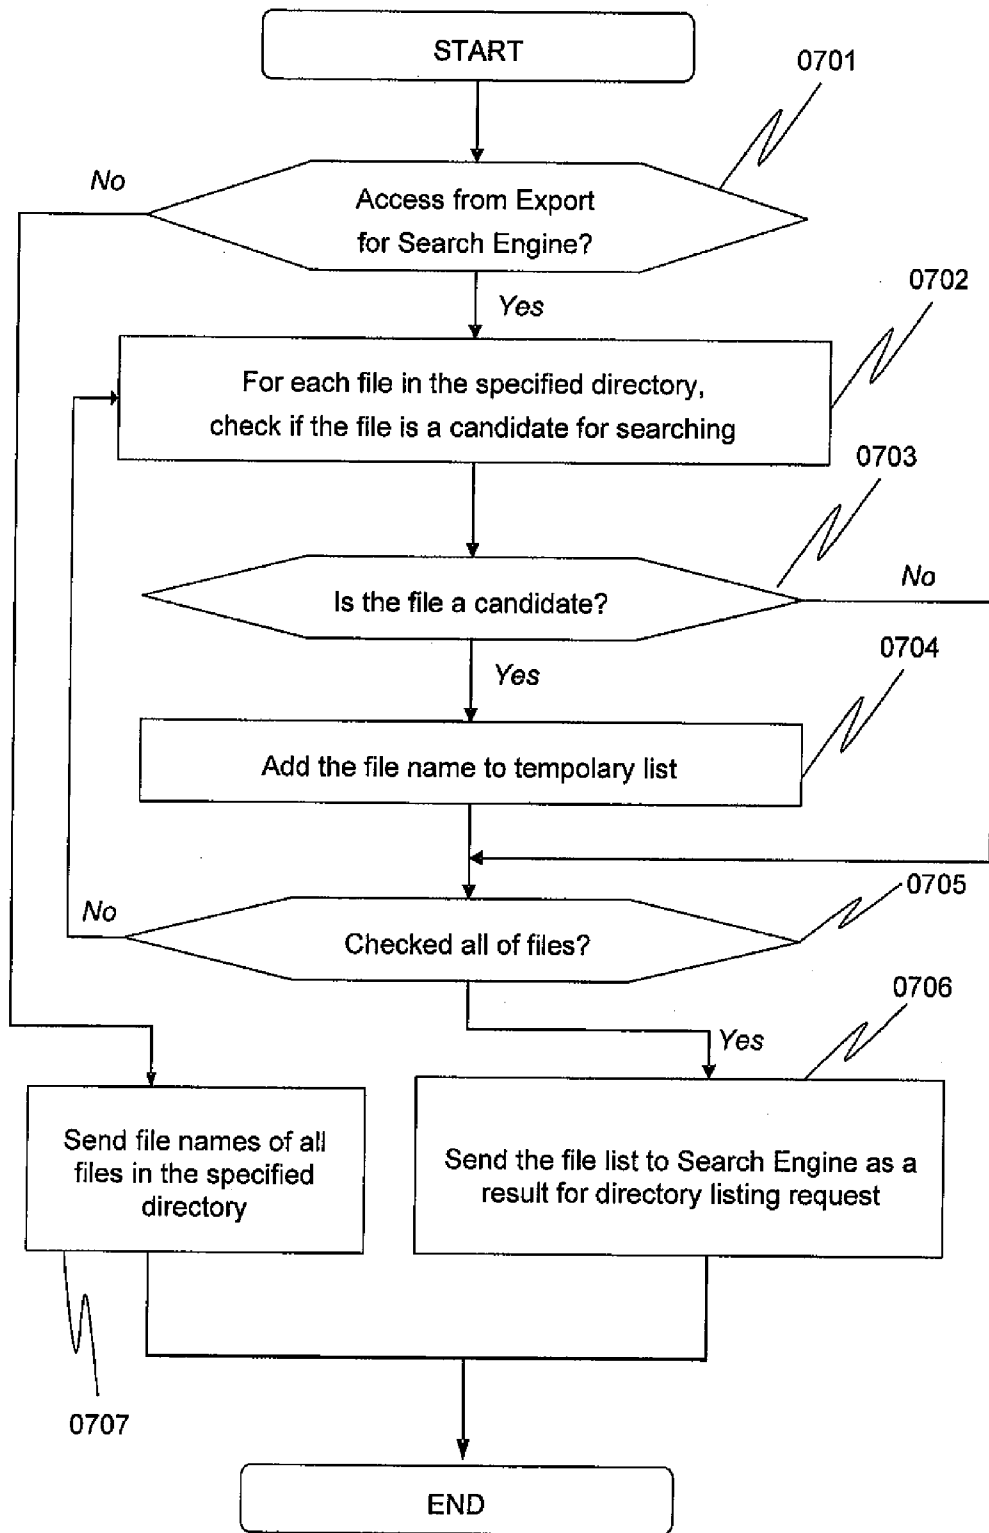 START
0701
No
Access from Export
for Search Engine?
Yes
0702
For each file in the specified directory,
check if the file is a candidate for searching
0703
No
Is the file a candidate?
0704
Yes
Add the file name to tempolary list
0705
No
Checked all of files?
0706
Yes
Send file names of all
files in the specified
directory
Send the file list to Search Engine as a
result for directory listing request
0707
END